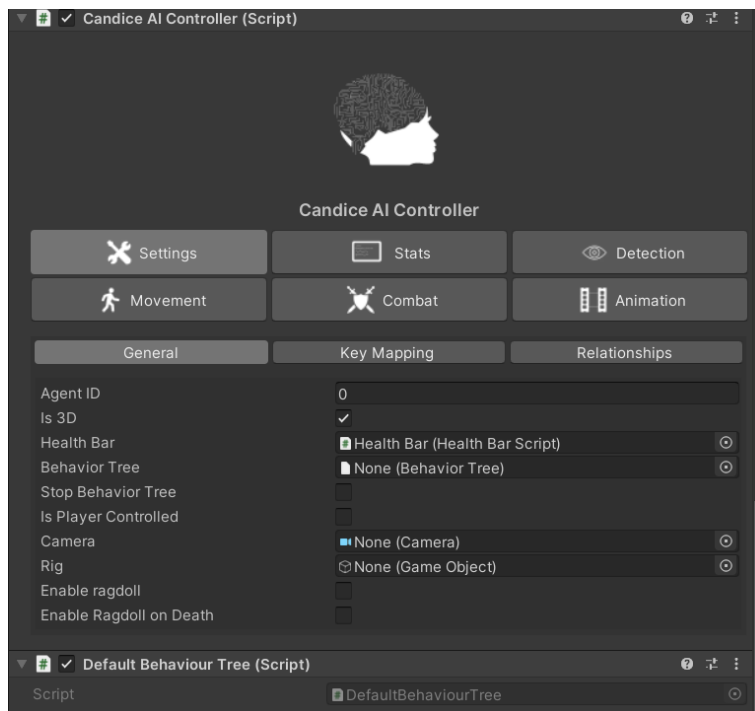 Candice AI Controller (Script)
Candice AI Controller
Settings
Stats
Detection
Movement
Combat
Animation
General
Key Mapping
Relationships
Agent ID
0
Is 3D
Health Bar
Health Bar (Health Bar Script)
Behavior Tree
None (Behavior Tree)
Stop Behavior Tree
Is Player Controlled
Camera
None (Camera)
Rig
None (Game Object)
Enable ragdoll
Enable Ragdoll on Death
Default Behaviour Tree (Script)
Script
DefaultBehaviourTree